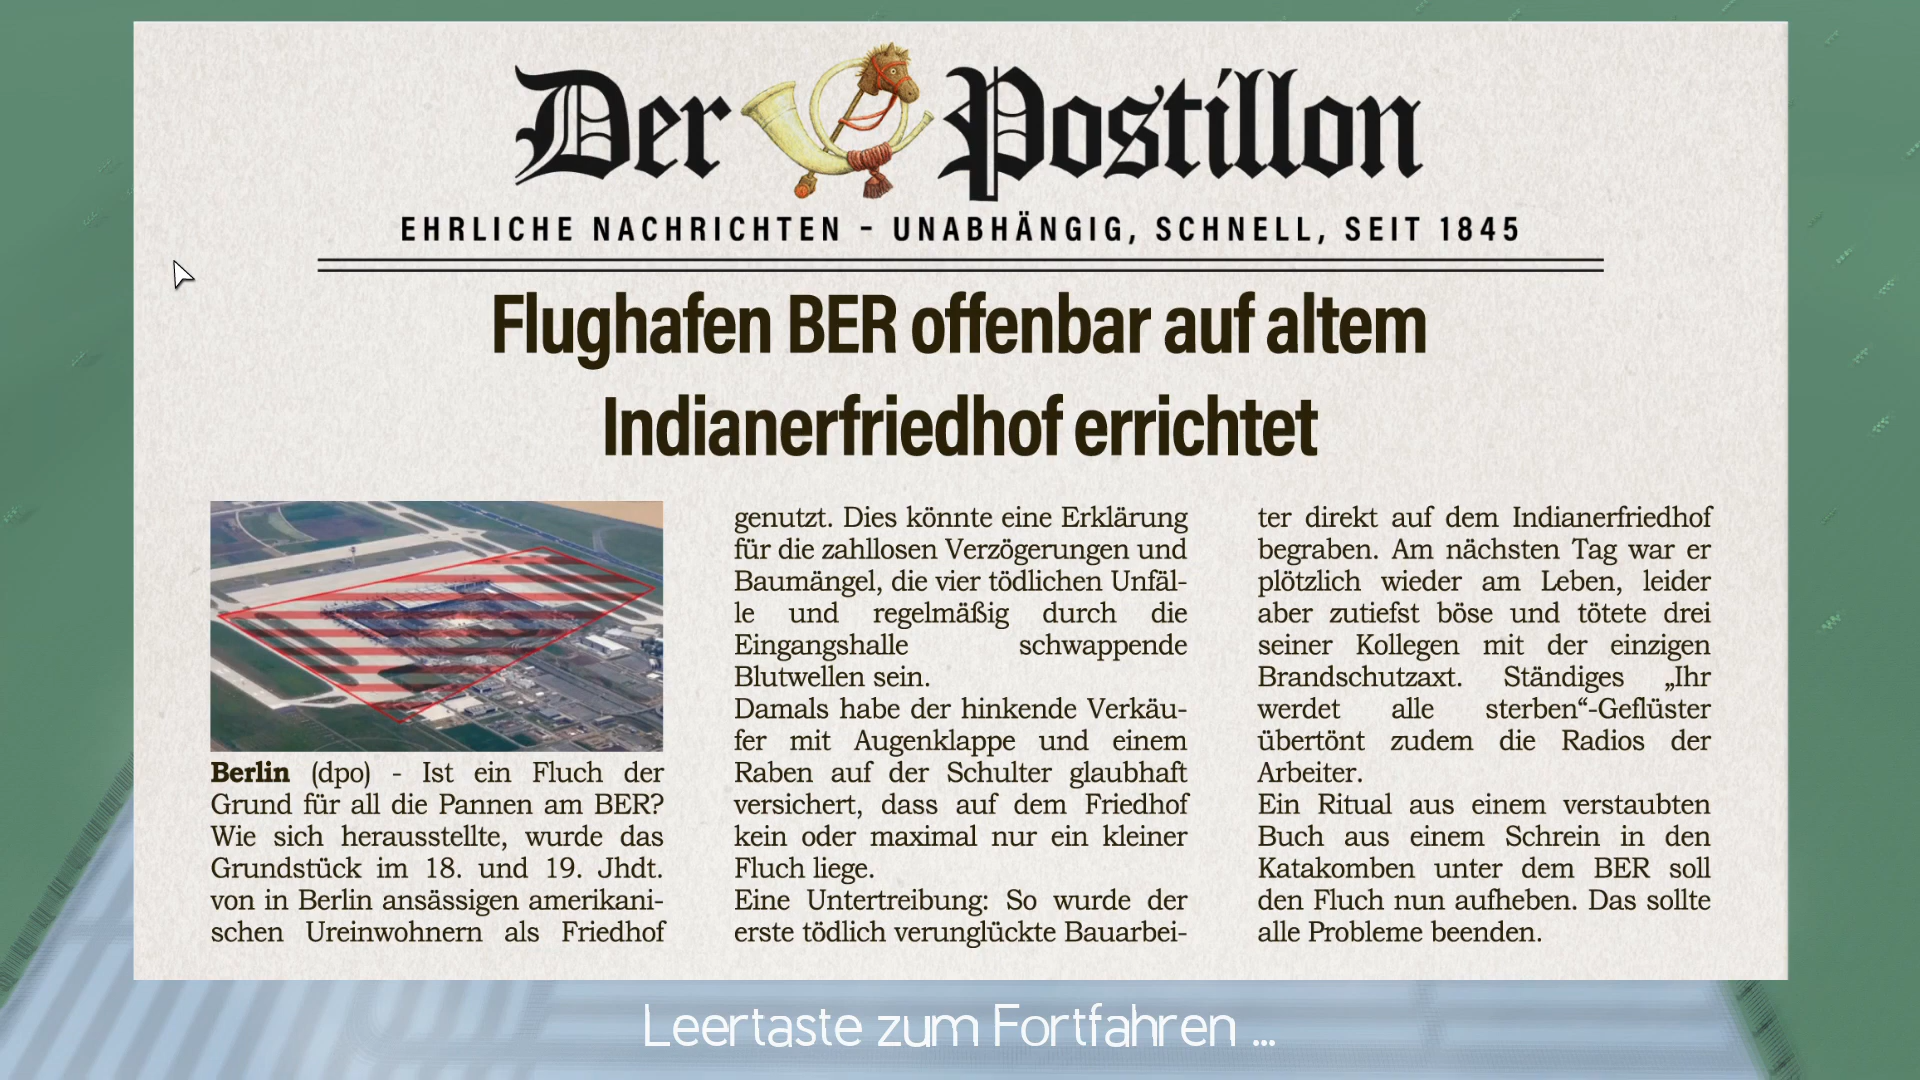 Der Postillon
EHRLICHE NACHRICHTEN – UNABHÄNGIG, SCHNELL, SEIT 1845
Flughafen BER offenbar auf altem
Indianerfriedhof errichtet
Berlin (dpo) - Ist ein Fluch der
Grund für all die Pannen am BER?
Wie sich herausstellte, wurde das
Grundstück im 18. und 19. Jhdt.
von in Berlin ansässigen amerikani-
schen Ureinwohnern als Friedhof
genutzt. Dies könnte eine Erklärung
für die zahllosen Verzögerungen und
Baumängel, die vier tödlichen Unfäl-
le und regelmäßig durch die
Eingangshalle schwappende
Blutwellen sein.
Damals habe der hinkende Verkäu-
fer mit Augenklappe und einem
Raben auf der Schulter glaubhaft
versichert, dass auf dem Friedhof
kein oder maximal nur ein kleiner
Fluch liege.
Eine Untertreibung: So wurde der
erste tödlich verunglückte Bauarbei-
ter direkt auf dem Indianerfriedhof
begraben. Am nächsten Tag war er
plötzlich wieder am Leben, leider
aber zutiefst böse und tötete drei
seiner Kollegen mit der einzigen
Brandschutzaxt. Ständiges „Ihr
werdet alle sterben“-Geflüster
übertönt zudem die Radios der
Arbeiter.
Ein Ritual aus einem verstaubten
Buch aus einem Schrein in den
Katakomben unter dem BER soll
den Fluch nun aufheben. Das sollte
alle Probleme beenden.
Leertaste zum Fortfahren ...